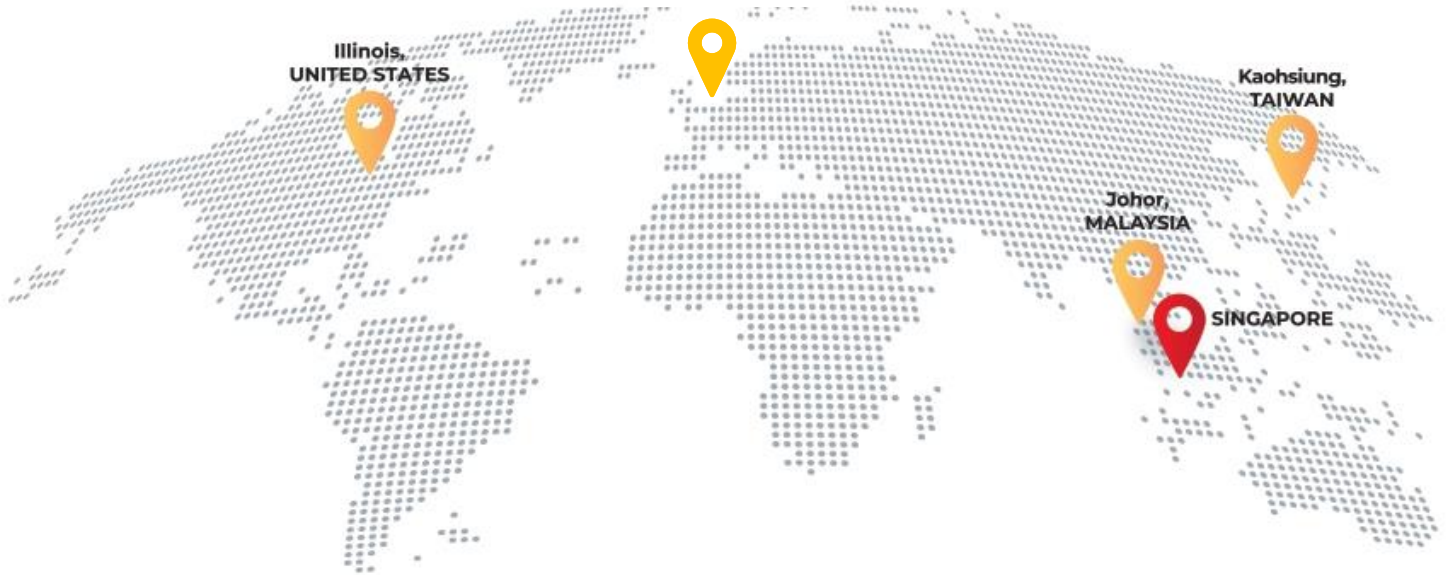 Illinois,
UNITED STATES
Kaohsiung,
TAIWAN
Johor,
MALAYSIA
SINGAPORE